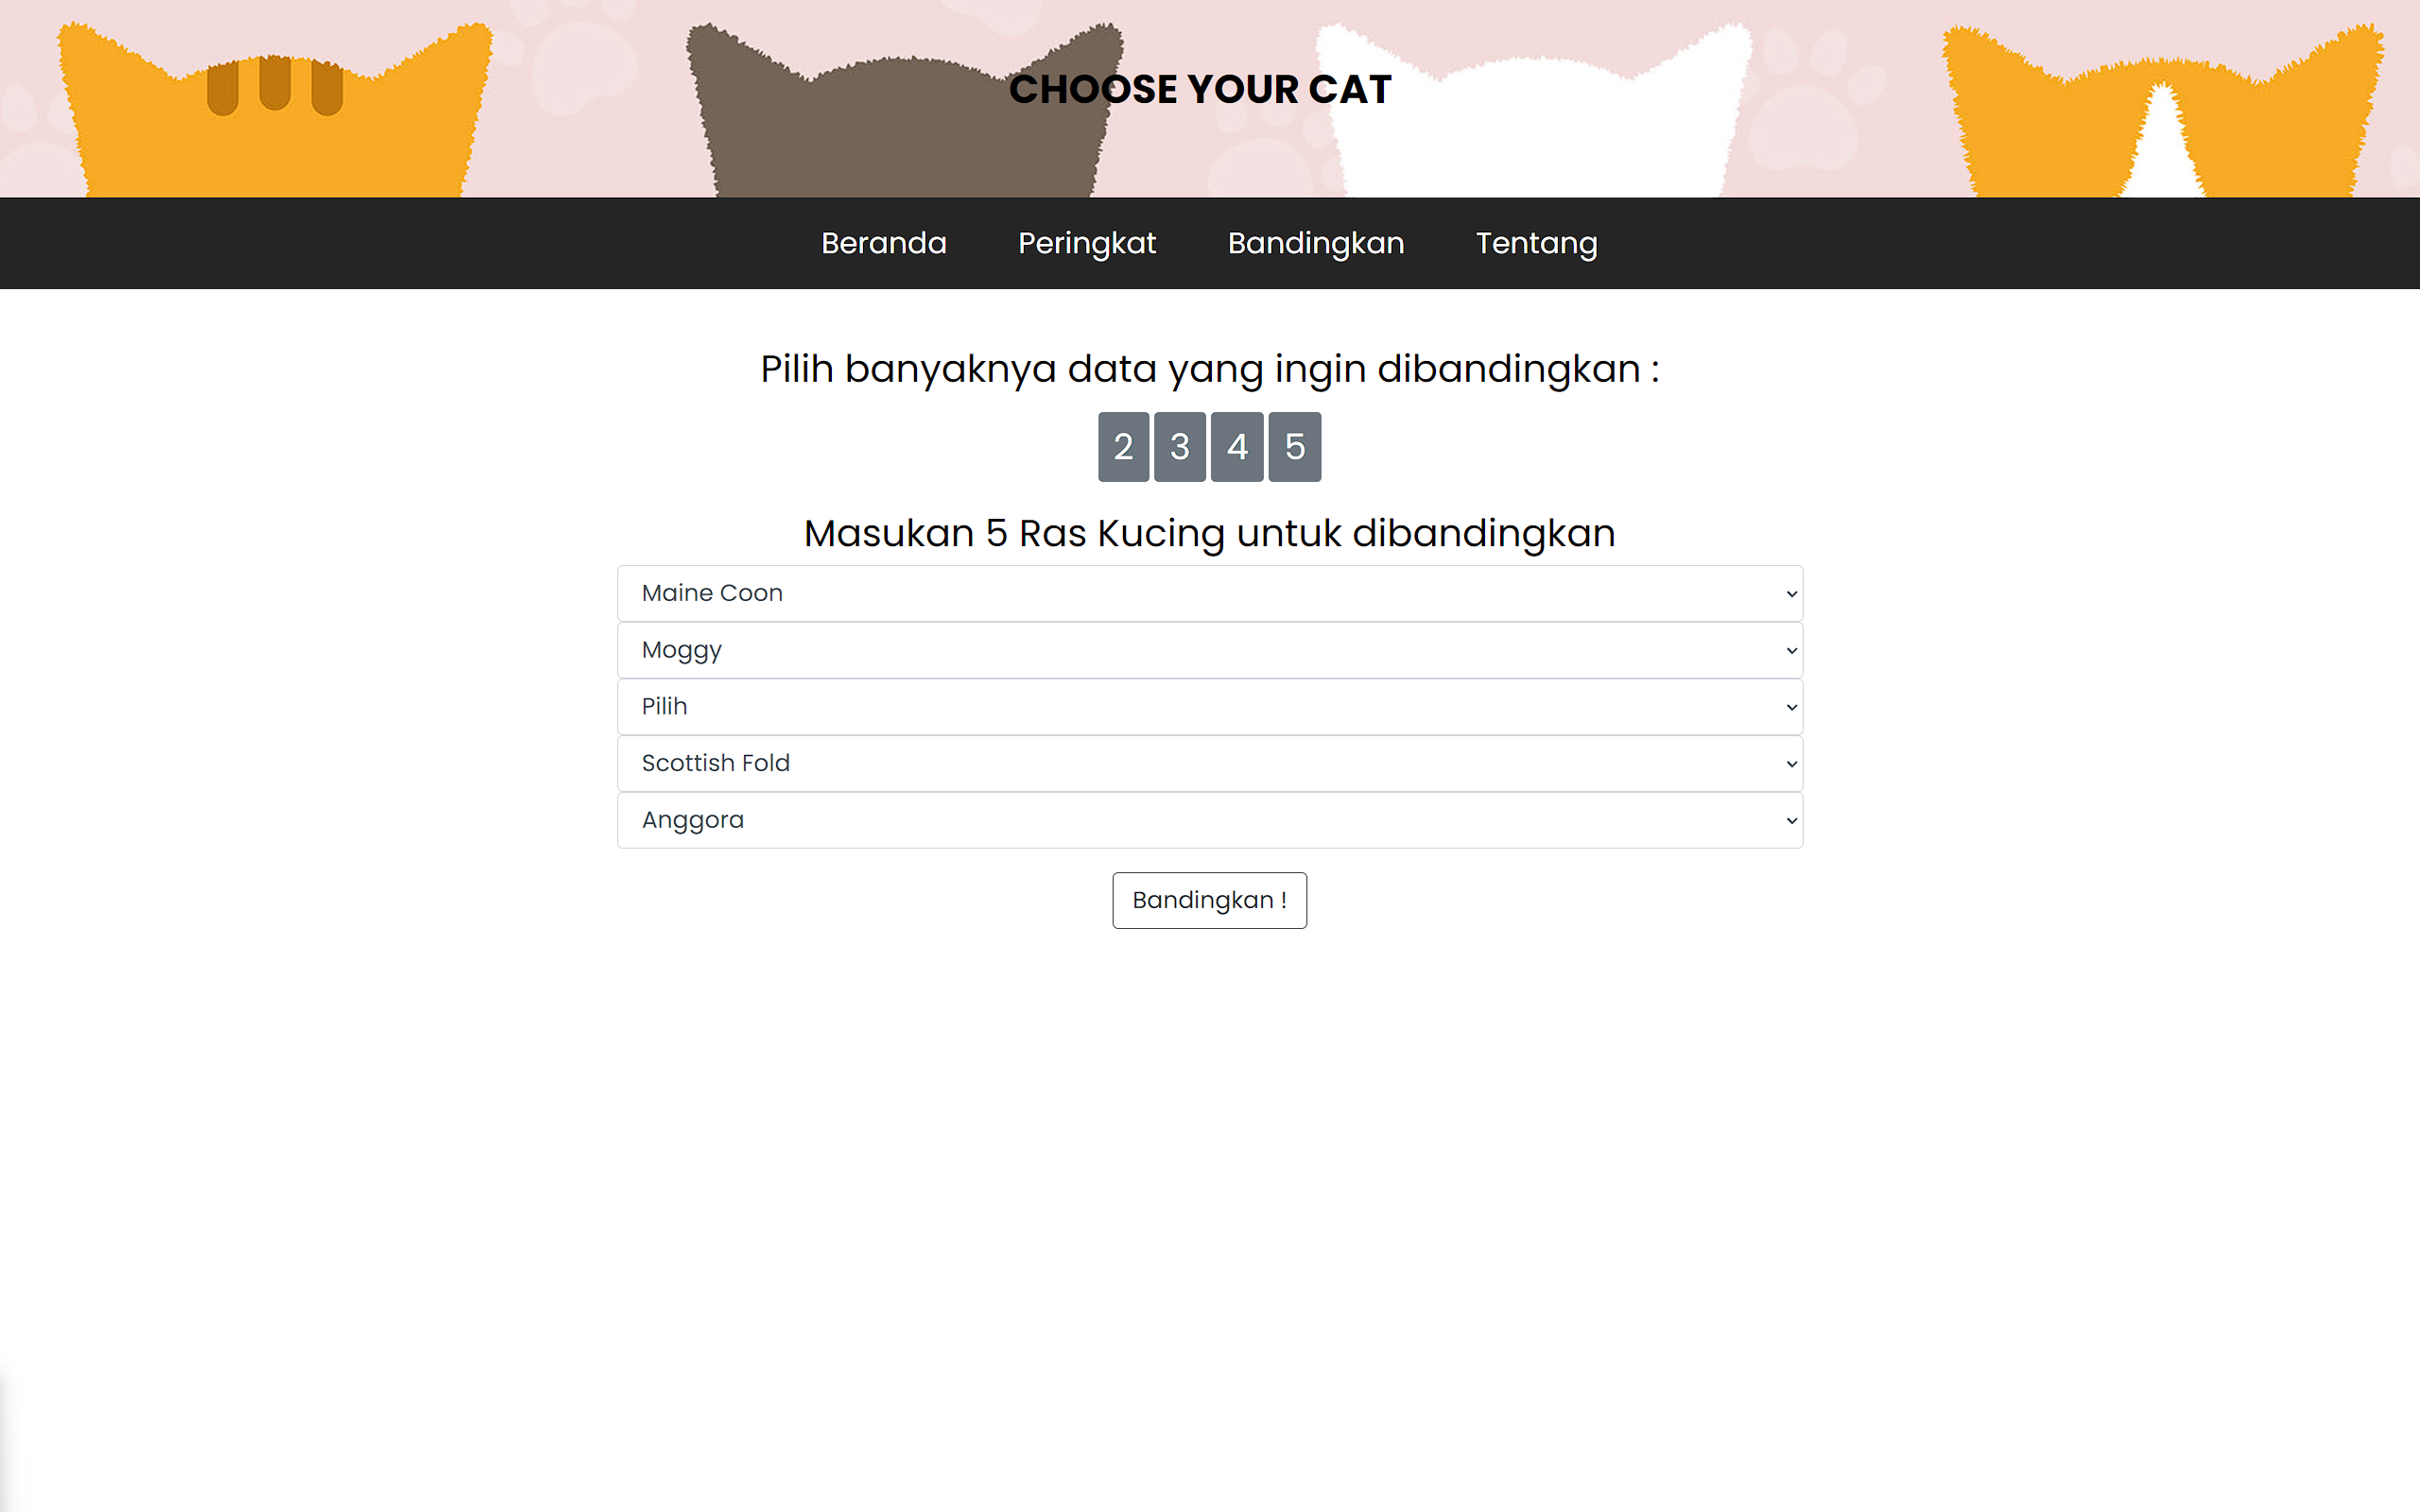 CHOOSE YOUR CAT
Beranda Peringkat Bandingkan Tentang
Pilih banyaknya data yang ingin dibandingkan :
2 3 4 5
Masukan 5 Ras Kucing untuk dibandingkan
Maine Coon
Moggy
Pilih
Scottish Fold
Anggora
Bandingkan !